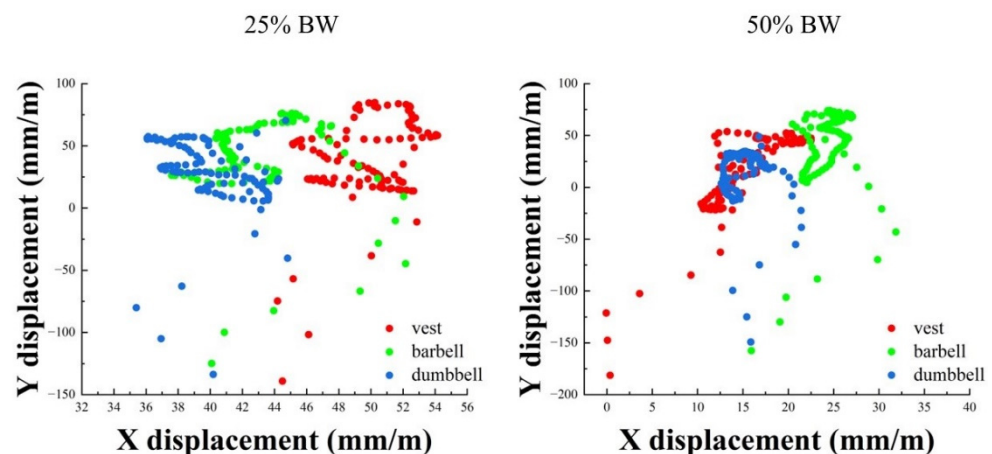 25% BW
50% BW
Y displacement (mm/m)
100
50
0
−50
−100
−150
32 34 36 38 40 42 44 46 48 50 52 54 56
X displacement (mm/m)
vest
barbell
dumbbell
Y displacement (mm/m)
100
50
0
−50
−100
−150
−200
0 5 10 15 20 25 30 35 40
X displacement (mm/m)
vest
barbell
dumbbell